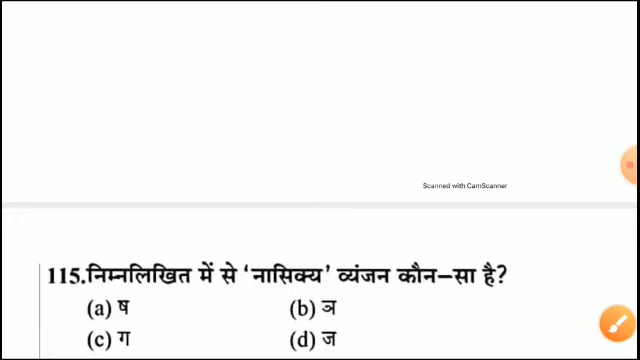 Scanned with CamScanner
115.निम्नलिखित में से ‘नासिक्य’ व्यंजन कौन–सा है?
(a) ष (b) ञ
(c) ग (d) ज